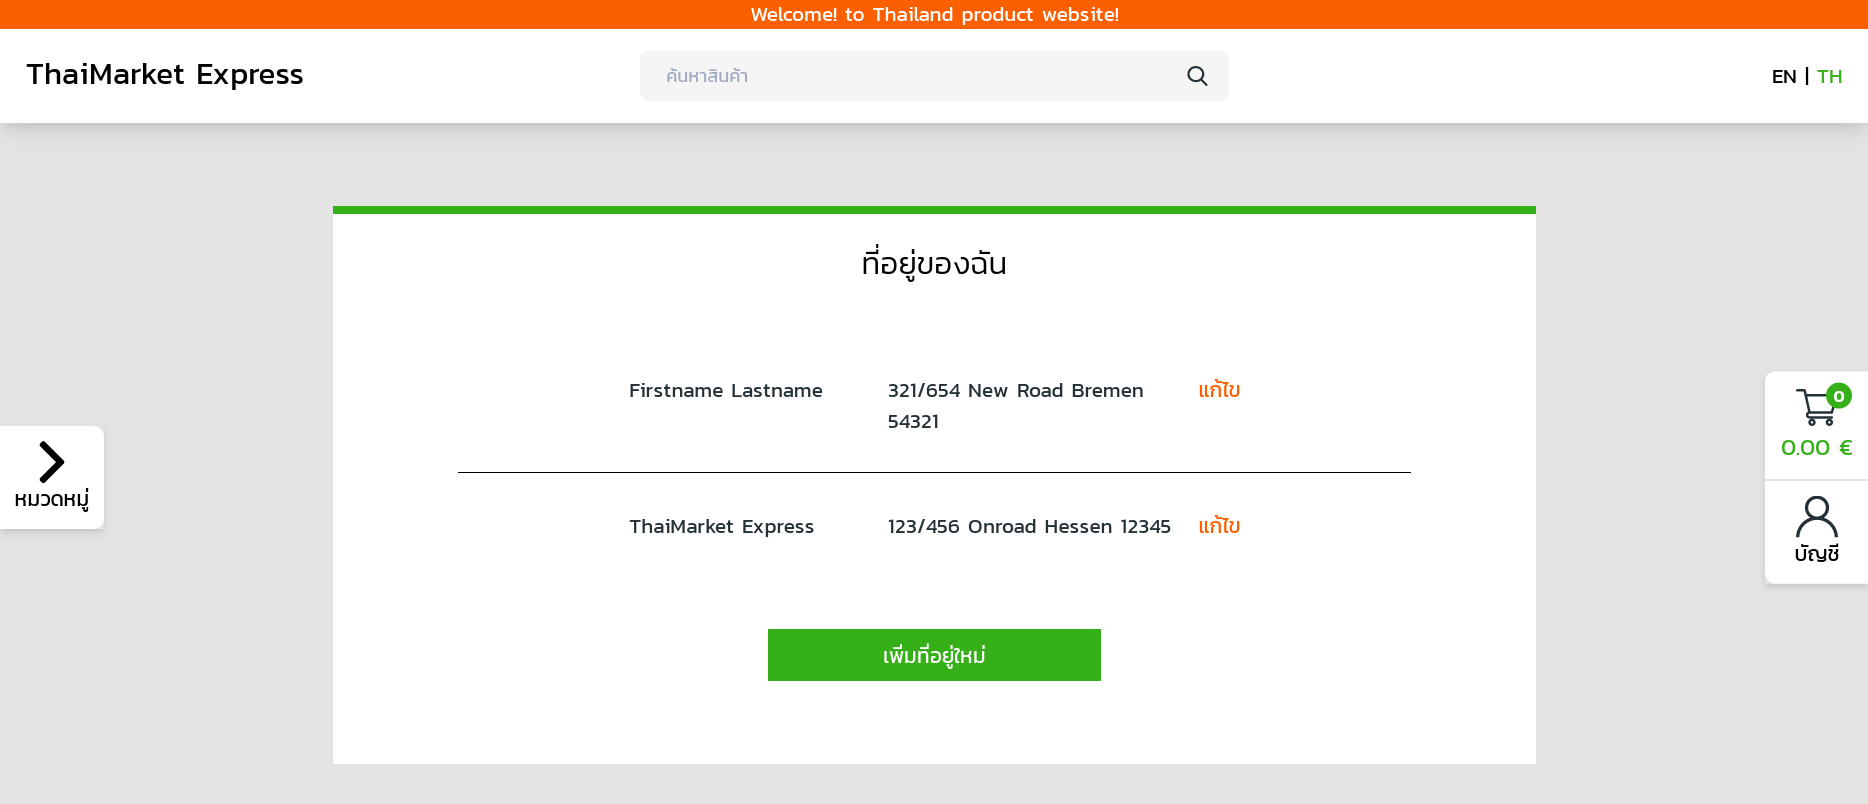 Welcome! to Thailand product website!
ThaiMarket Express
ค้นหาสินค้า
EN | TH
ที่อยู่ของฉัน
Firstname Lastname
321/654 New Road Bremen
54321
แก้ไข
ThaiMarket Express
123/456 Onroad Hessen 12345
แก้ไข
เพิ่มที่อยู่ใหม่
หมวดหมู่
0
0.00 €
บัญชี